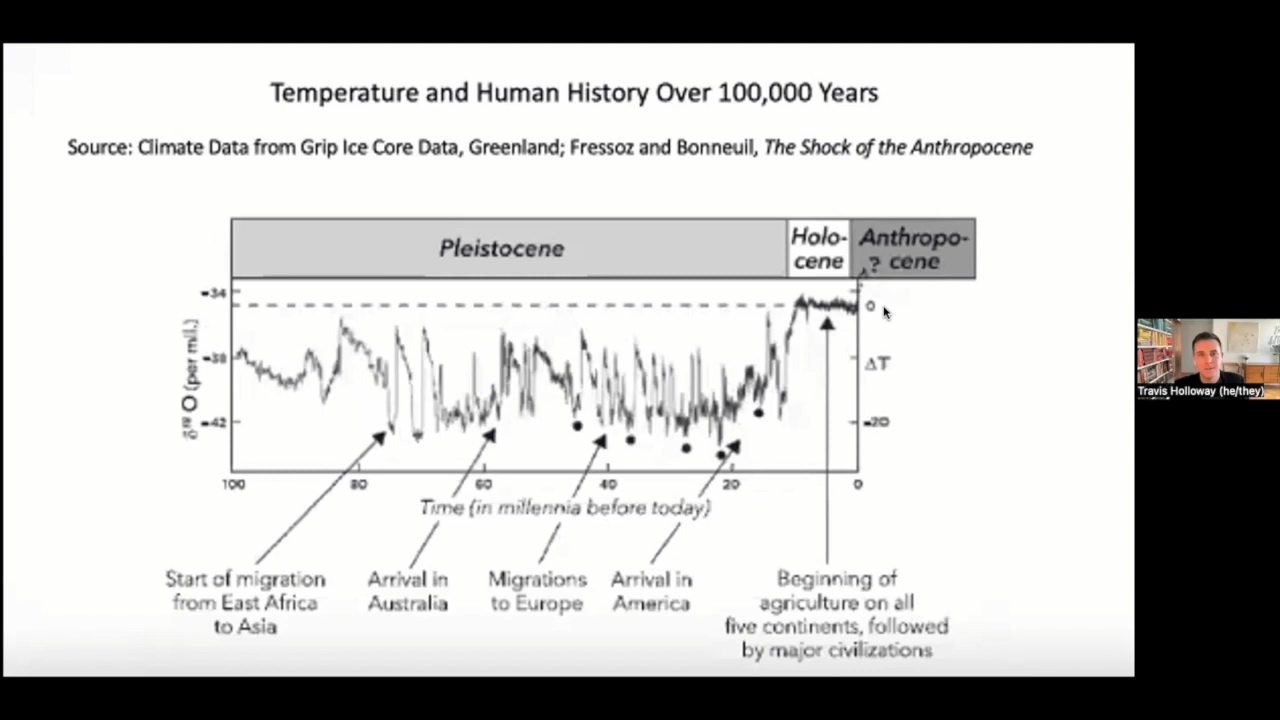 Temperature and Human History Over 100,000 Years
Source: Climate Data from Grip Ice Core Data, Greenland; Fressoz and Bonneuil, The Shock of the Anthropocene
Pleistocene
Holo-
cene
Anthropo-
? cene
-34
-38
-42
δ¹⁸ O (per mil.)
0
ΔT
-20
100
80
60
40
20
0
Time (in millennia before today)
Start of migration
from East Africa
to Asia
Arrival in
Australia
Migrations
to Europe
Arrival in
America
Beginning of
agriculture on all
five continents, followed
by major civilizations
Travis Holloway (he/they)